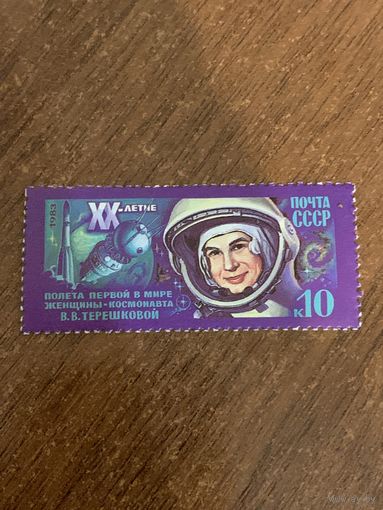 1983
XX-ЛЕТИЕ
ПОЛЕТА ПЕРВОЙ В МИРЕ
ЖЕНЩИНЫ-КОСМОНАВТА
В.В.ТЕРЕШКОВОЙ
ПОЧТА
СССР
к10